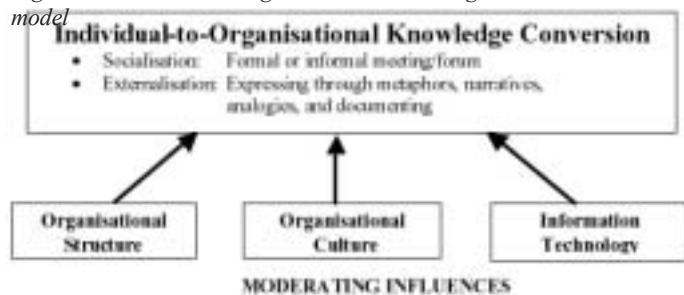 model
Individual-to-Organisational Knowledge Conversion
• Socialisation: Formal or informal meeting/forum
• Externalisation: Expressing through metaphors, narratives,
analogies, and documenting
Organisational
Structure
Organisational
Culture
Information
Technology
MODERATING INFLUENCES